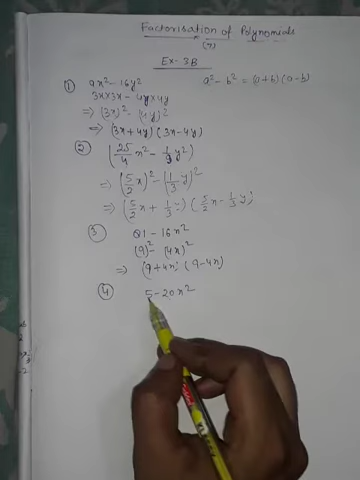 Factorisation of Polynomials
Ex- 3B
a² - b² = (a+b) (a-b)
① 9x² - 16y²
3x×3x - 4y×4y
⇒ (3x)² - (4y)²
⇒ (3x+4y) (3x-4y)
② (25/4 x² - 1/9 y²)
⇒ (5/2 x)² - (1/3 y)²
⇒ (5/2 x + 1/3 y) (5/2 x - 1/3 y)
③ 81 - 16x²
(9)² - (4x)²
⇒ (9+4x) (9-4x)
④ 5 - 20x²